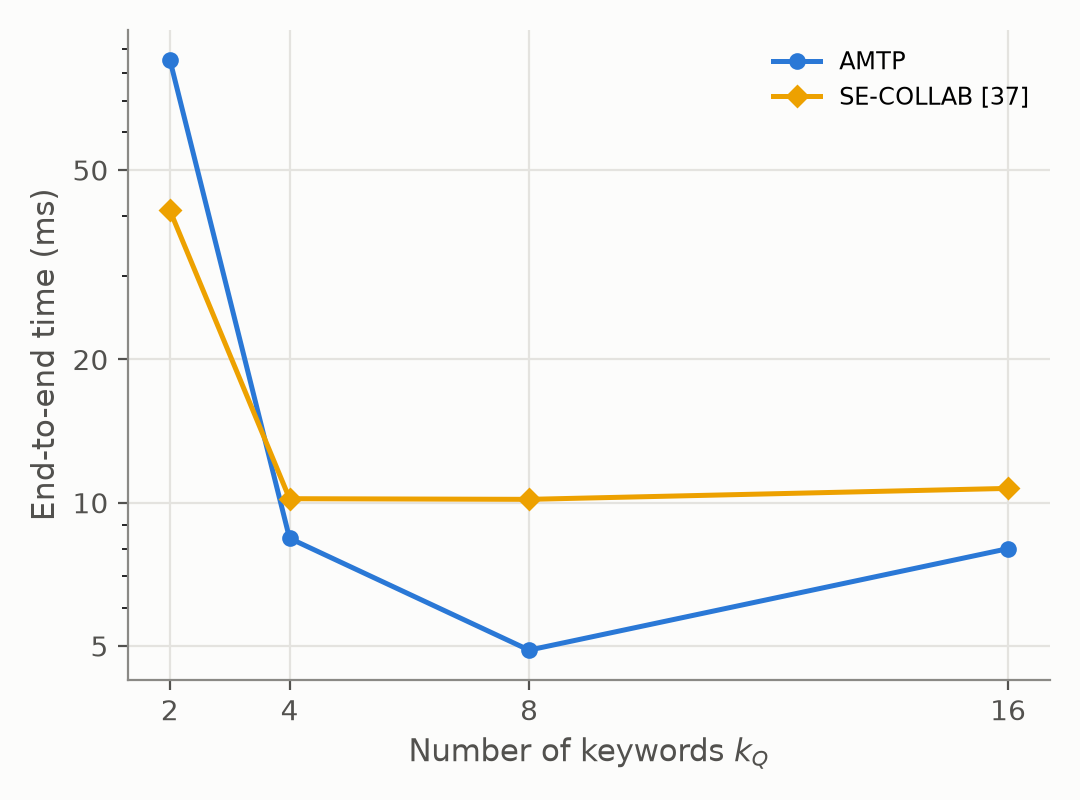 AMTP
SE-COLLAB [37]
End-to-end time (ms)
50
20
10
5
2 4 8 16
Number of keywords k_Q